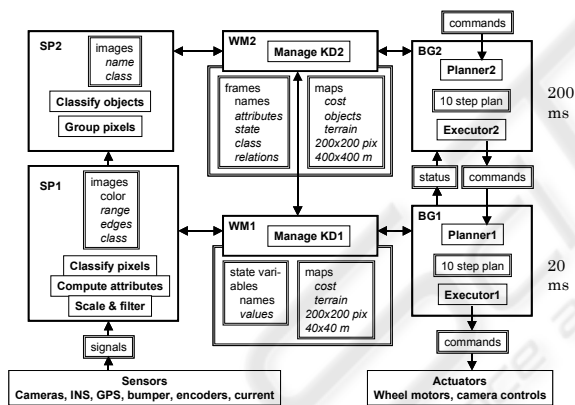 commands
SP2
images
name
class
Classify objects
Group pixels
WM2
Manage KD2
frames
names
attributes
state
class
relations
maps
cost
objects
terrain
200x200 pix
400x400 m
BG2
Planner2
10 step plan
Executor2
200
ms
status
commands
SP1
images
color
range
edges
class
Classify pixels
Compute attributes
Scale & filter
WM1
Manage KD1
state vari-
ables
names
values
maps
cost
terrain
200x200 pix
40x40 m
BG1
Planner1
10 step plan
Executor1
20
ms
signals
commands
Sensors
Cameras, INS, GPS, bumper, encoders, current
Actuators
Wheel motors, camera controls